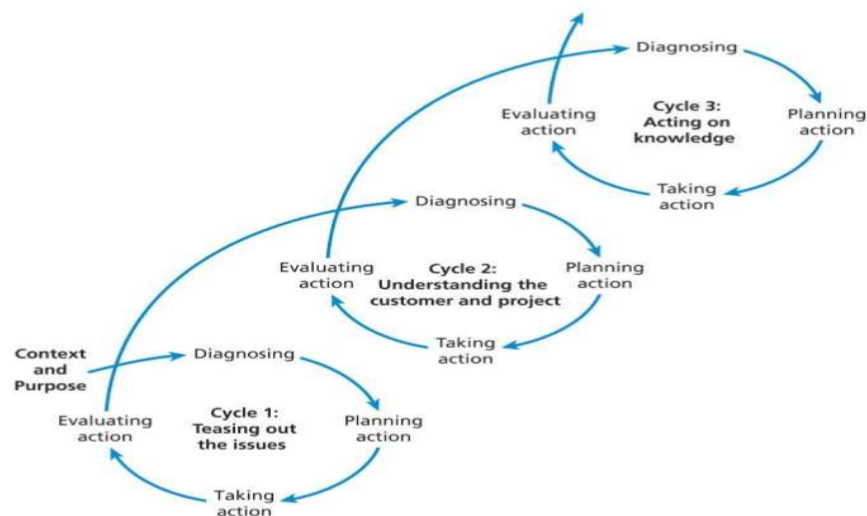 Diagnosing
Evaluating
action
Cycle 3:
Acting on
knowledge
Planning
action
Taking
action
Diagnosing
Evaluating
action
Cycle 2:
Understanding the
customer and project
Planning
action
Taking
action
Context
and
Purpose
Diagnosing
Evaluating
action
Cycle 1:
Teasing out
the issues
Planning
action
Taking
action